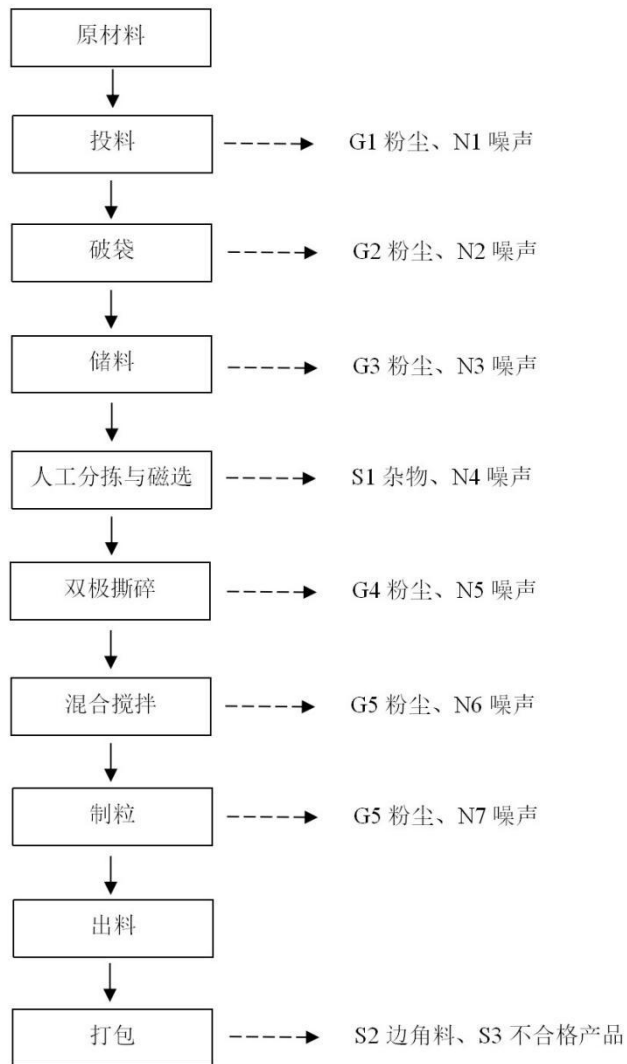 原材料
投料
G1 粉尘、N1 噪声
破袋
G2 粉尘、N2 噪声
储料
G3 粉尘、N3 噪声
人工分拣与磁选
S1 杂物、N4 噪声
双极撕碎
G4 粉尘、N5 噪声
混合搅拌
G5 粉尘、N6 噪声
制粒
G5 粉尘、N7 噪声
出料
打包
S2 边角料、S3 不合格产品